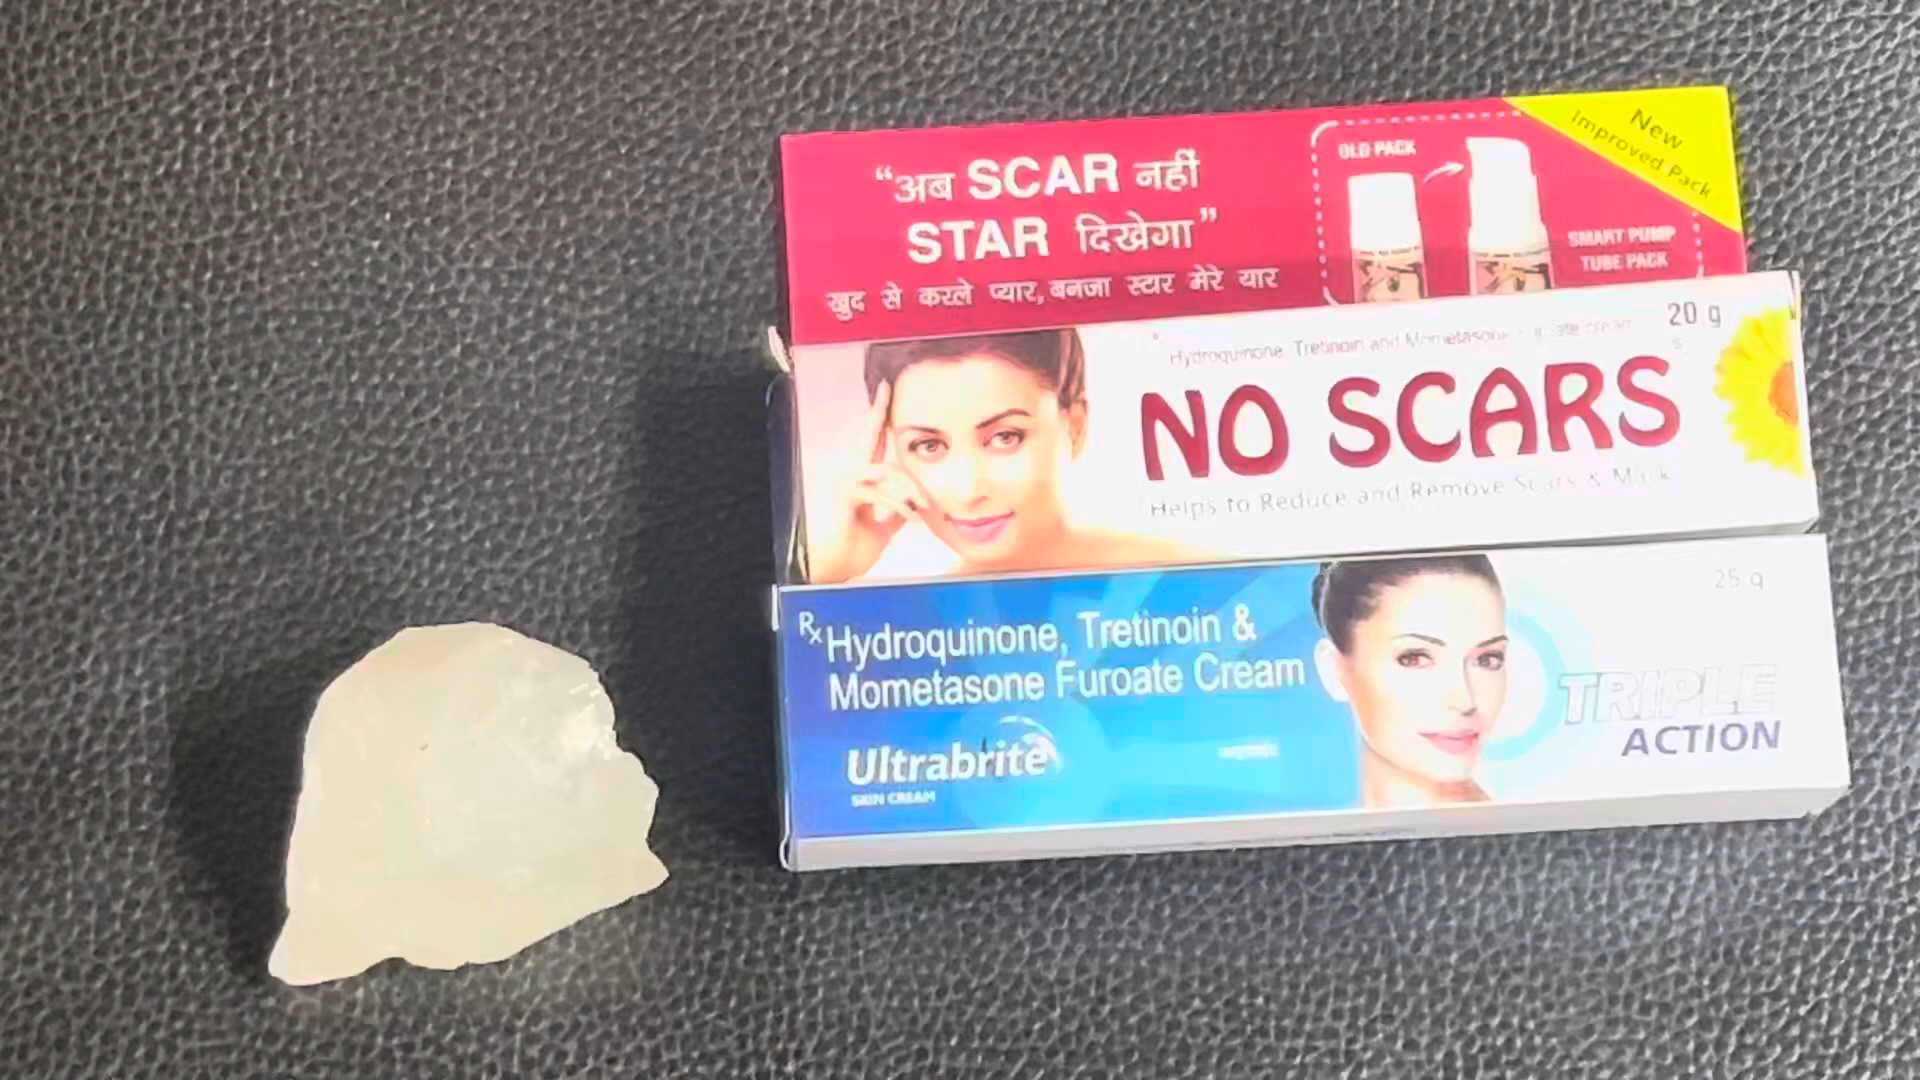 “अब SCAR नहीं
STAR दिखेगा”
खुद से करले प्यार, बनजा स्टार मेरे यार
OLD PACK
SMART PUMP
TUBE PACK
New
Improved Pack
Hydroquinone, Tretinoin and Mometasone
20 g
NO SCARS
Helps to Reduce and Remove Scars & Mark
25 g
Rx Hydroquinone, Tretinoin &
Mometasone Furoate Cream
Ultrabrite
SKIN CREAM
TRIPLE
ACTION